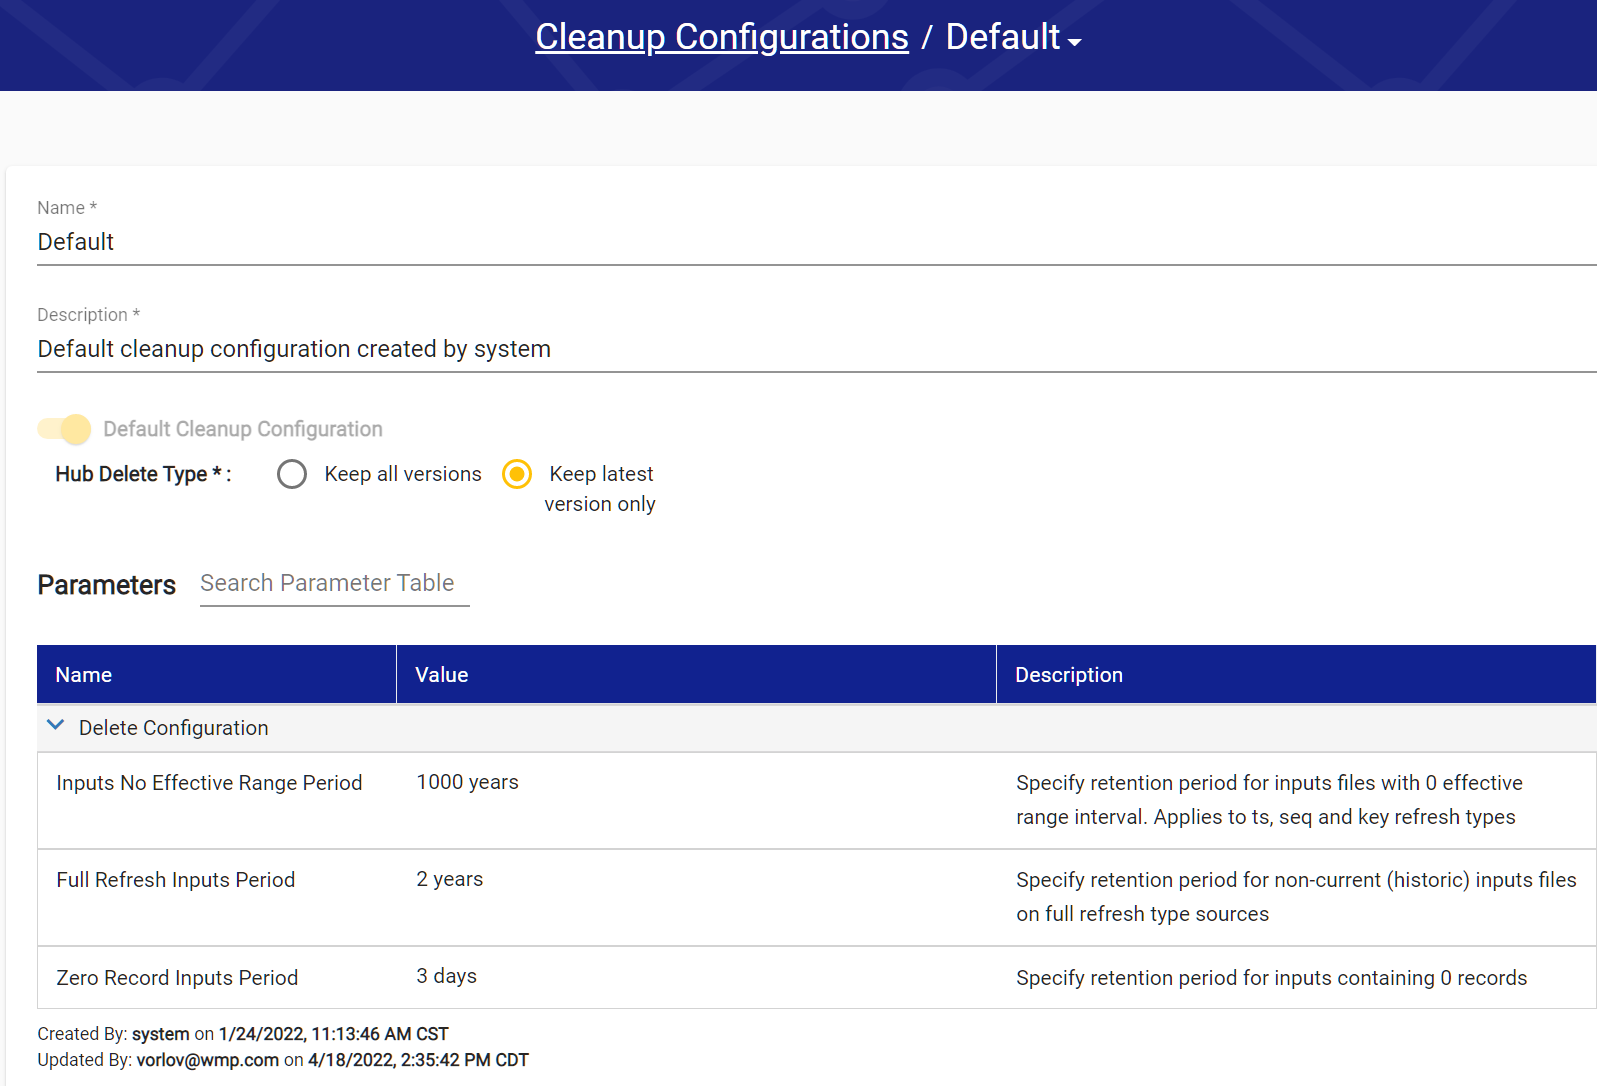 Cleanup Configurations / Default
Name *
Default
Description *
Default cleanup configuration created by system
Default Cleanup Configuration
Hub Delete Type * : Keep all versions Keep latest
version only
Parameters Search Parameter Table
Name Value Description
Delete Configuration
Inputs No Effective Range Period 1000 years Specify retention period for inputs files with 0 effective
range interval. Applies to ts, seq and key refresh types
Full Refresh Inputs Period 2 years Specify retention period for non-current (historic) inputs files
on full refresh type sources
Zero Record Inputs Period 3 days Specify retention period for inputs containing 0 records
Created By: system on 1/24/2022, 11:13:46 AM CST
Updated By: vorlov@wmp.com on 4/18/2022, 2:35:42 PM CDT